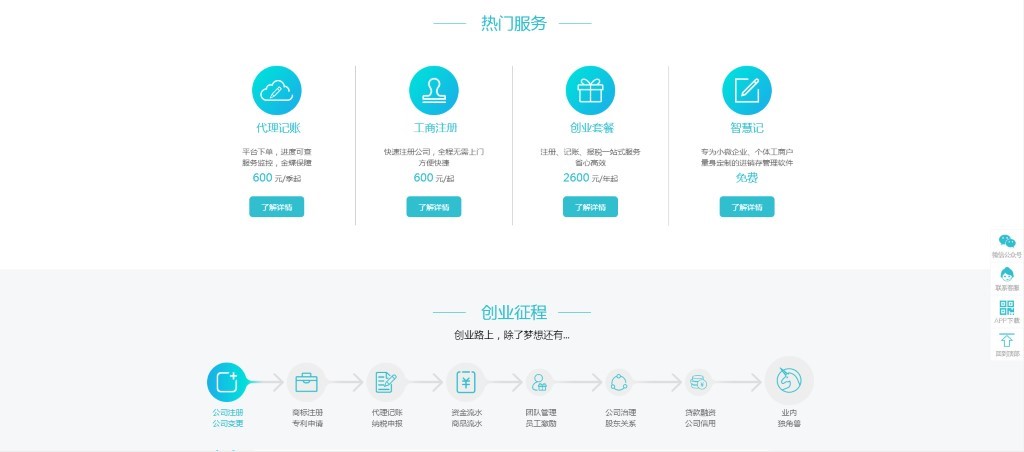 热门服务
代理记账
平台下单，进度可查
服务监控，金蝶保障
600 元/季起
了解详情
工商注册
快速注册公司，全程无需上门
方便快捷
600 元/起
了解详情
创业套餐
注册、记账、报税一站式服务
省心高效
2600 元/年起
了解详情
智慧记
专为小微企业、个体工商户
量身定制的进销存管理软件
免费
了解详情
微信公众号
联系客服
APP下载
回到顶部
创业征程
创业路上，除了梦想还有...
公司注册
公司变更
商标注册
专利申请
代理记账
纳税申报
资金流水
商品流水
团队管理
员工激励
公司治理
股东关系
贷款融资
公司信用
业内
独角兽